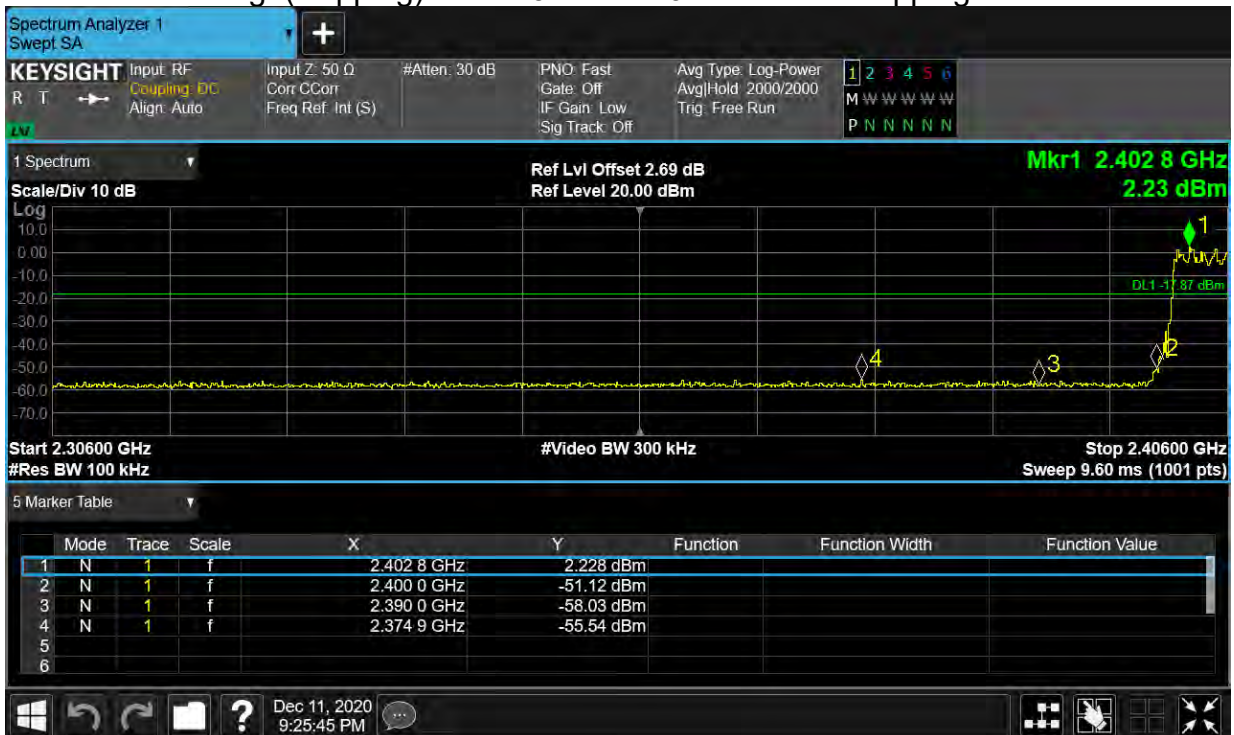 Spectrum Analyzer 1
Swept SA
+
KEYSIGHT Input: RF Input Z: 50 Ω #Atten: 30 dB PNO: Fast Avg Type: Log-Power 1 2 3 4 5 6
R T Coupling: DC Corr CCorr Gate: Off Avg|Hold: 2000/2000 M W W W W W W
Align: Auto Freq Ref: Int (S) IF Gain: Low Trig: Free Run
LXI Sig Track: Off P N N N N N N
1 Spectrum Ref Lvl Offset 2.69 dB Mkr1 2.402 8 GHz
Scale/Div 10 dB Ref Level 20.00 dBm 2.23 dBm
Log
10.0 1
0.00
-10.0
DL1 -17.87 dBm
-20.0
-30.0
-40.0
4 3 2
-50.0
-60.0
-70.0
Start 2.30600 GHz #Video BW 300 kHz Stop 2.40600 GHz
#Res BW 100 kHz Sweep 9.60 ms (1001 pts)
5 Marker Table
Mode Trace Scale X Y Function Function Width Function Value
1 N 1 f 2.402 8 GHz 2.228 dBm
2 N 1 f 2.400 0 GHz -51.12 dBm
3 N 1 f 2.390 0 GHz -58.03 dBm
4 N 1 f 2.374 9 GHz -55.54 dBm
5
6
? Dec 11, 2020
9:25:45 PM